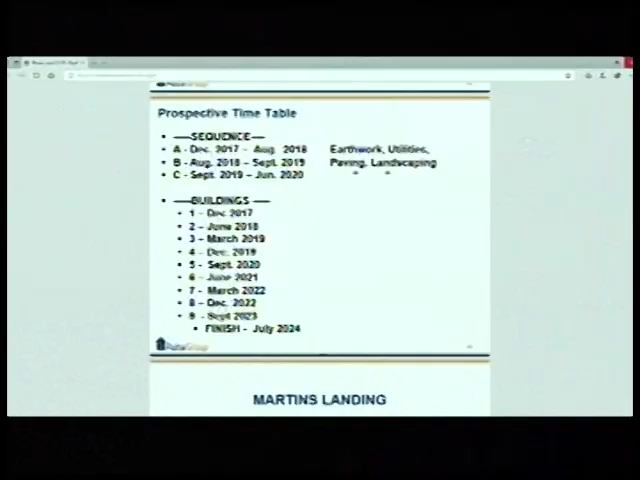 Prospective Time Table
• ----SEQUENCE----
• A - Dec. 2017 - Aug. 2018 Earthwork, Utilities,
• B - Aug. 2018 - Sept. 2019 Paving, Landscaping
• C - Sept. 2019 - Jun. 2020 " "
• ----BUILDINGS ----
• 1 - Dec 2017
• 2 - June 2018
• 3 - March 2019
• 4 - Dec. 2019
• 5 - Sept. 2020
• 6 - June 2021
• 7 - March 2022
• 8 - Dec. 2022
• 9 - Sept 2023
• FINISH - July 2024
PulteGroup
MARTINS LANDING